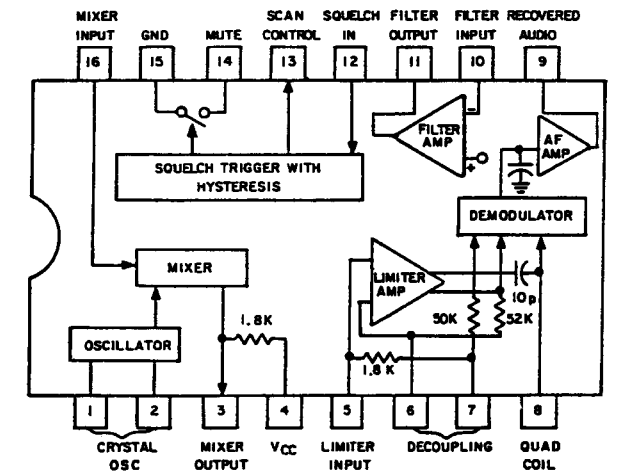 MIXER INPUT
GND
MUTE
SCAN CONTROL
SQUELCH IN
FILTER OUTPUT
FILTER INPUT
RECOVERED AUDIO
16
15
14
13
12
11
10
9
FILTER AMP
-
+
AF AMP
SQUELCH TRIGGER WITH
HYSTERESIS
DEMODULATOR
MIXER
LIMITER AMP
10p
50K
52K
1.8K
OSCILLATOR
1.8K
1
2
3
4
5
6
7
8
CRYSTAL OSC
MIXER OUTPUT
VCC
LIMITER INPUT
DECOUPLING
QUAD COIL